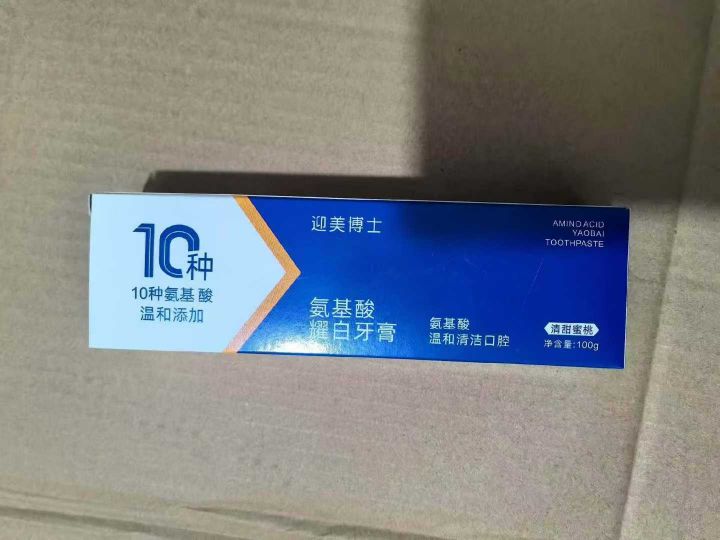 10种
10种氨基酸
温和添加
迎美博士
氨基酸
耀白牙膏
氨基酸
温和清洁口腔
AMINO ACID
YAOBAI
TOOTHPASTE
清甜蜜桃
净含量:100g